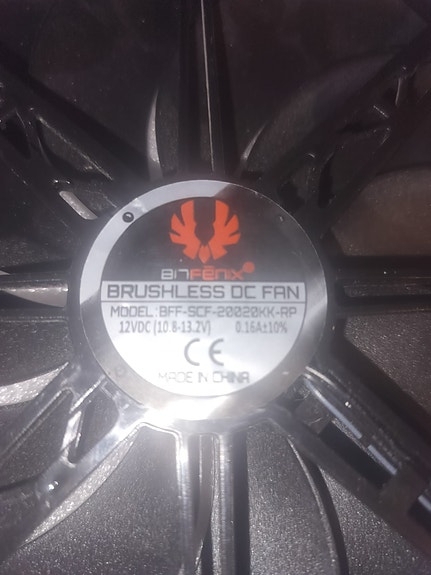 BITFENIX®
BRUSHLESS DC FAN
MODEL:BFF-SCF-20020KK-RP
12VDC (10.8-13.2V) 0.16A±10%
CE
MADE IN CHINA